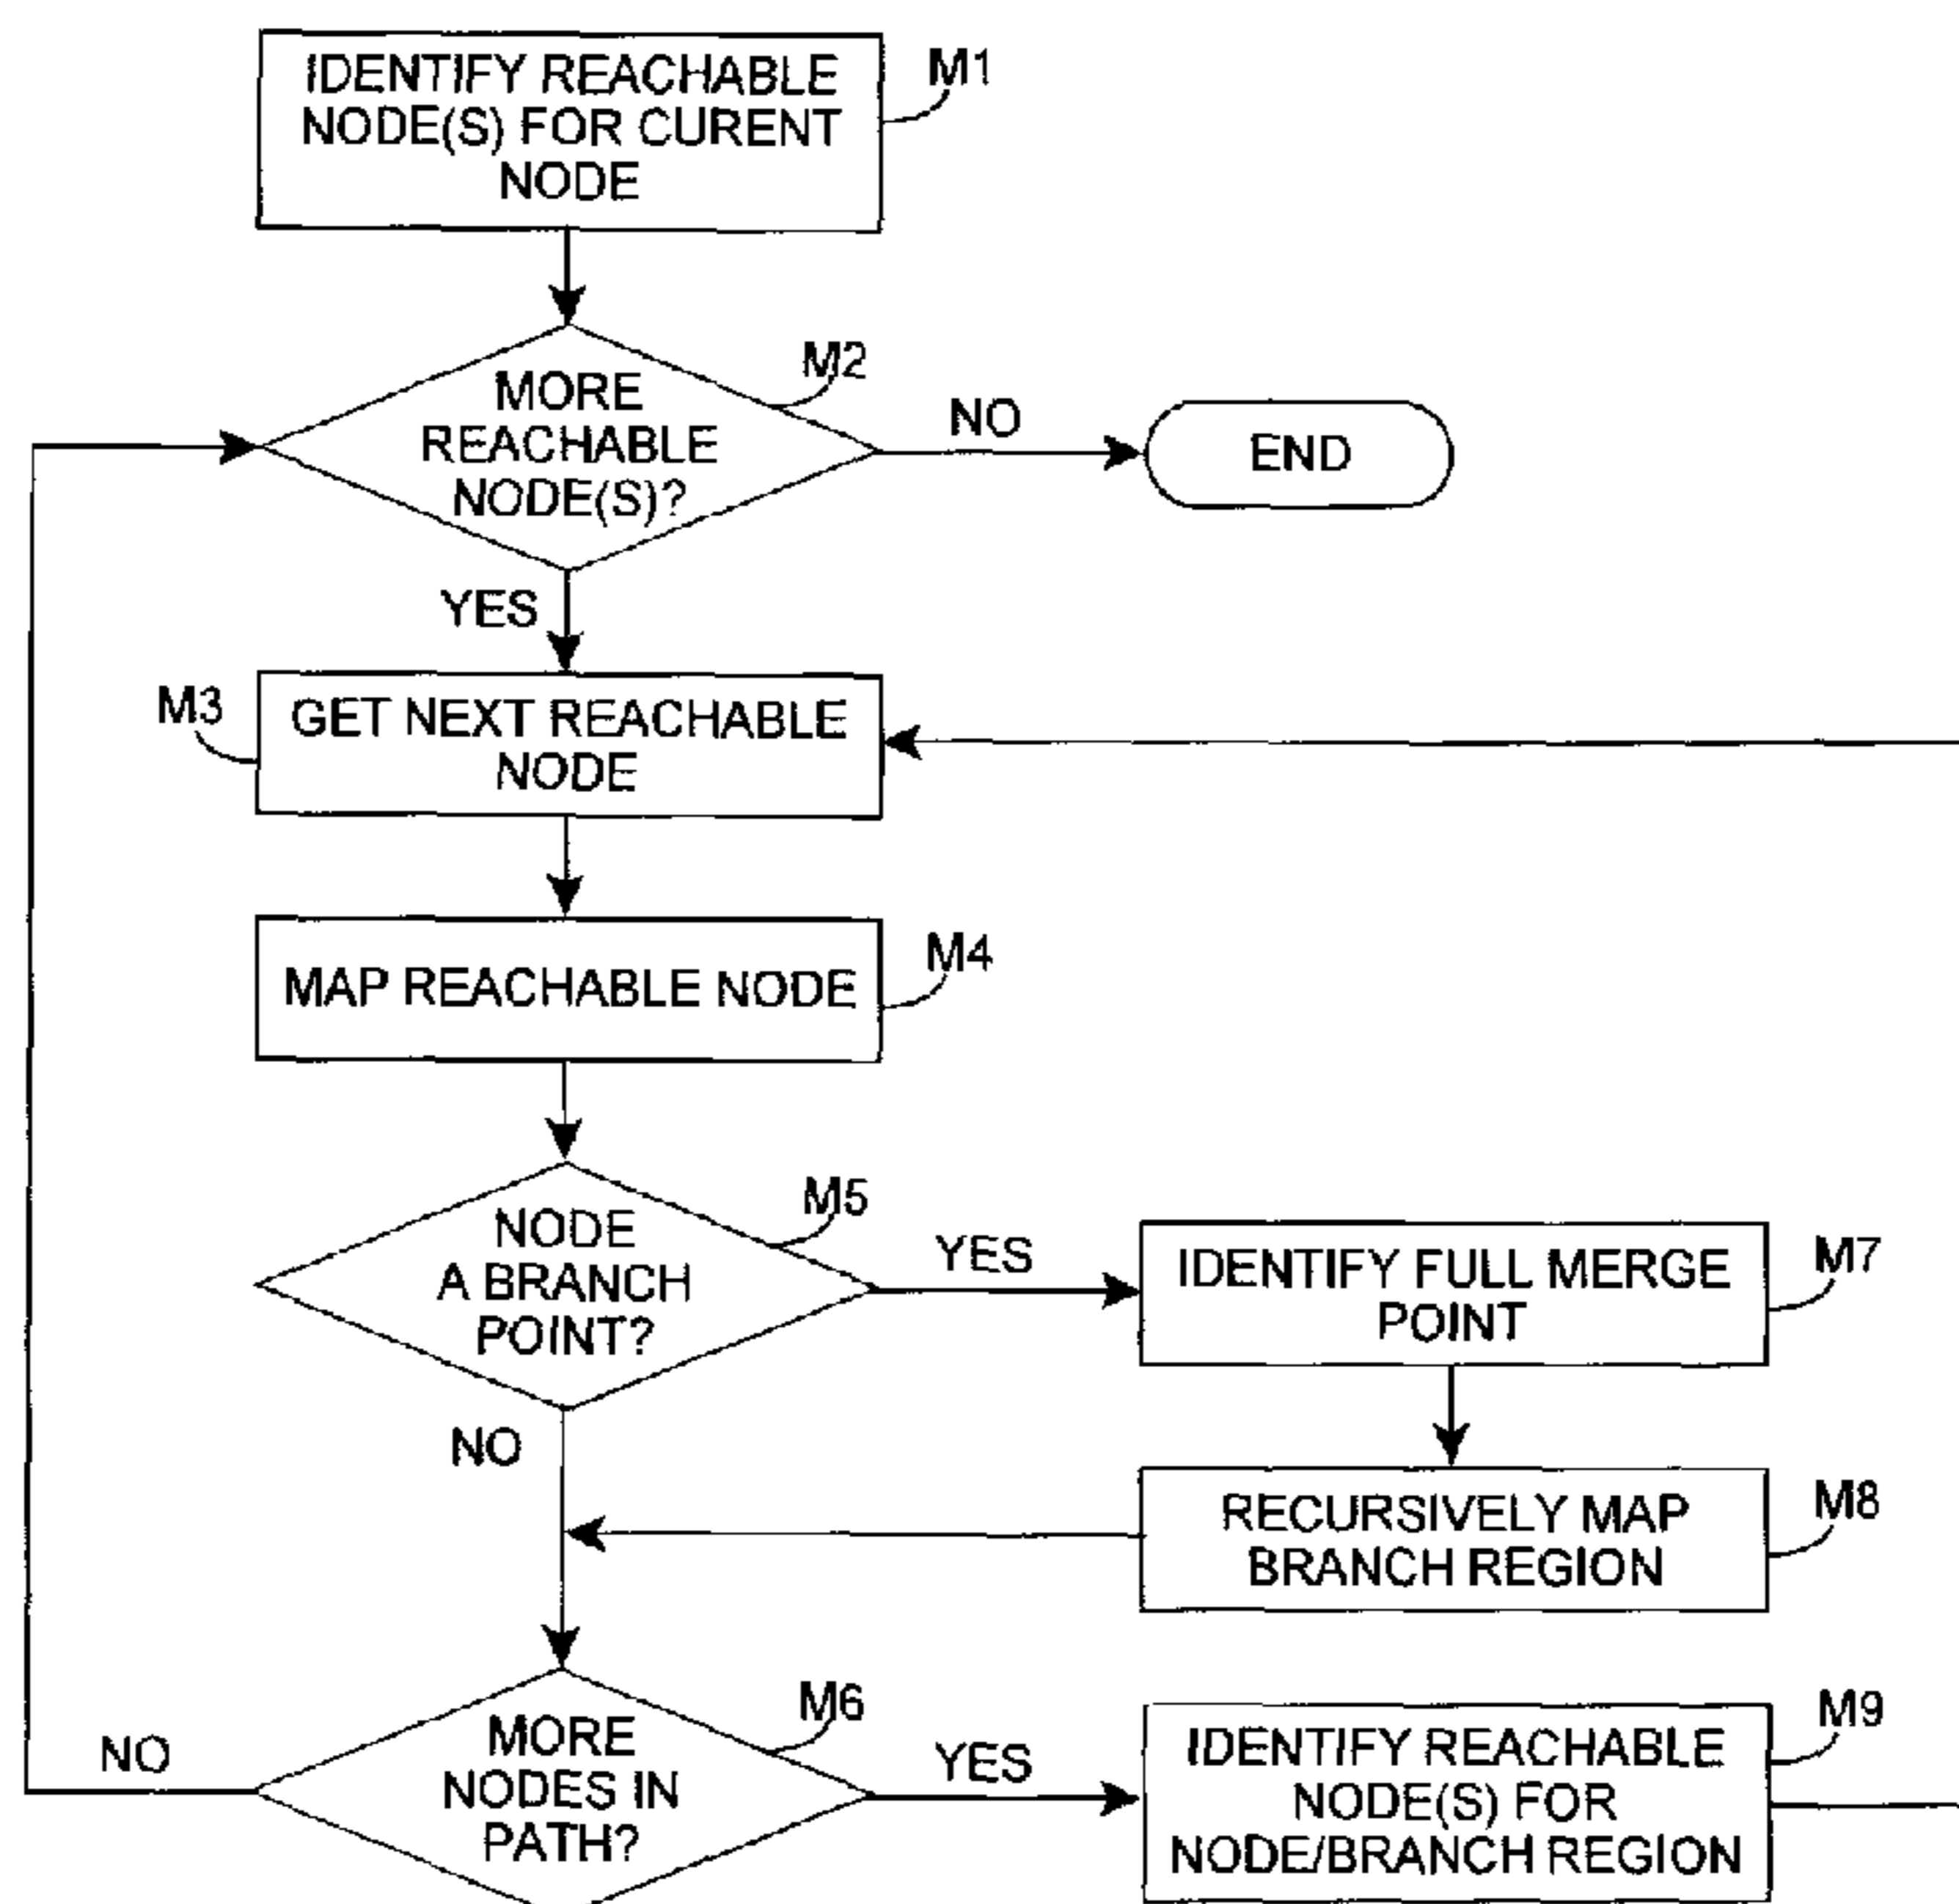 IDENTIFY REACHABLE
NODE(S) FOR CURENT
NODE
M1
MORE
REACHABLE
NODE(S)?
M2
NO
END
YES
M3
GET NEXT REACHABLE
NODE
MAP REACHABLE NODE
M4
NODE
A BRANCH
POINT?
M5
YES
IDENTIFY FULL MERGE
POINT
M7
NO
RECURSIVELY MAP
BRANCH REGION
M8
MORE
NODES IN
PATH?
M6
NO
YES
IDENTIFY REACHABLE
NODE(S) FOR
NODE/BRANCH REGION
M9